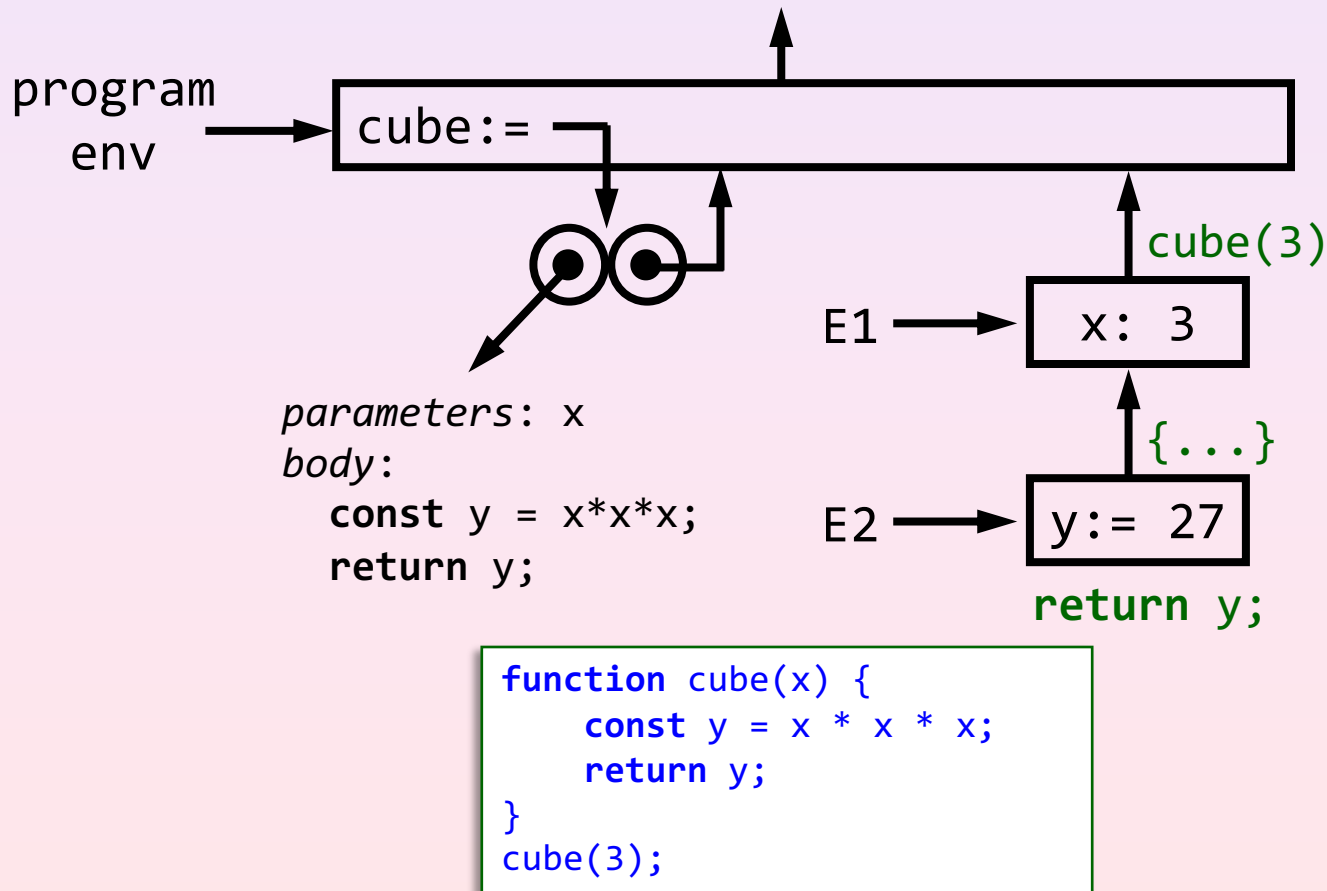 program
env
cube:=
cube(3)
E1
x: 3
parameters: x
body:
const y = x*x*x;
return y;
{...}
E2
y:= 27
return y;
function cube(x) {
    const y = x * x * x;
    return y;
}
cube(3);